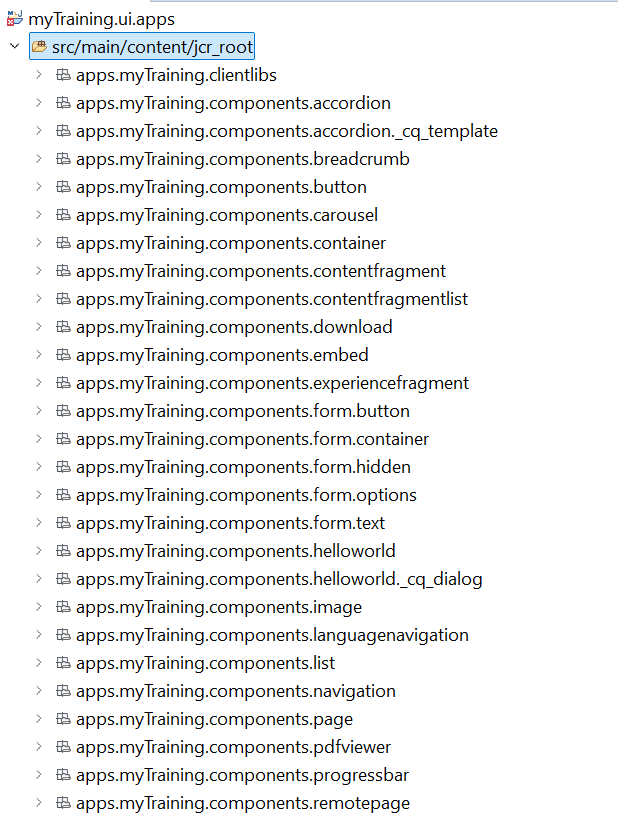 myTraining.ui.apps
src/main/content/jcr_root
apps.myTraining.clientlibs
apps.myTraining.components.accordion
apps.myTraining.components.accordion._cq_template
apps.myTraining.components.breadcrumb
apps.myTraining.components.button
apps.myTraining.components.carousel
apps.myTraining.components.container
apps.myTraining.components.contentfragment
apps.myTraining.components.contentfragmentlist
apps.myTraining.components.download
apps.myTraining.components.embed
apps.myTraining.components.experiencefragment
apps.myTraining.components.form.button
apps.myTraining.components.form.container
apps.myTraining.components.form.hidden
apps.myTraining.components.form.options
apps.myTraining.components.form.text
apps.myTraining.components.helloworld
apps.myTraining.components.helloworld._cq_dialog
apps.myTraining.components.image
apps.myTraining.components.languagenavigation
apps.myTraining.components.list
apps.myTraining.components.navigation
apps.myTraining.components.page
apps.myTraining.components.pdfviewer
apps.myTraining.components.progressbar
apps.myTraining.components.remotepage